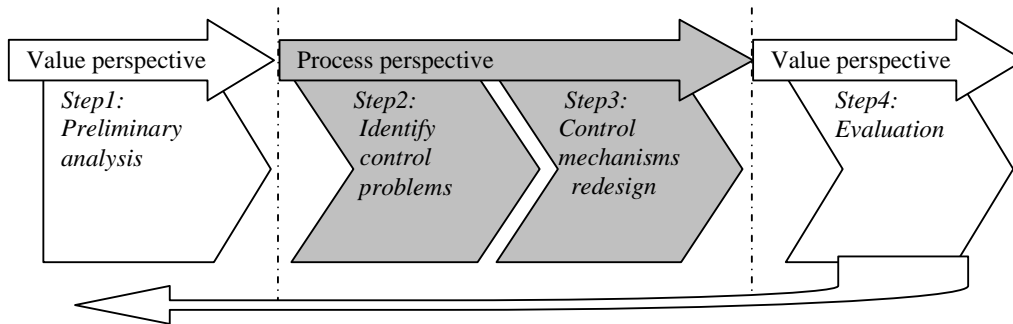 Value perspective
Process perspective
Value perspective
Step1:
Preliminary
analysis
Step2:
Identify
control
problems
Step3:
Control
mechanisms
redesign
Step4:
Evaluation